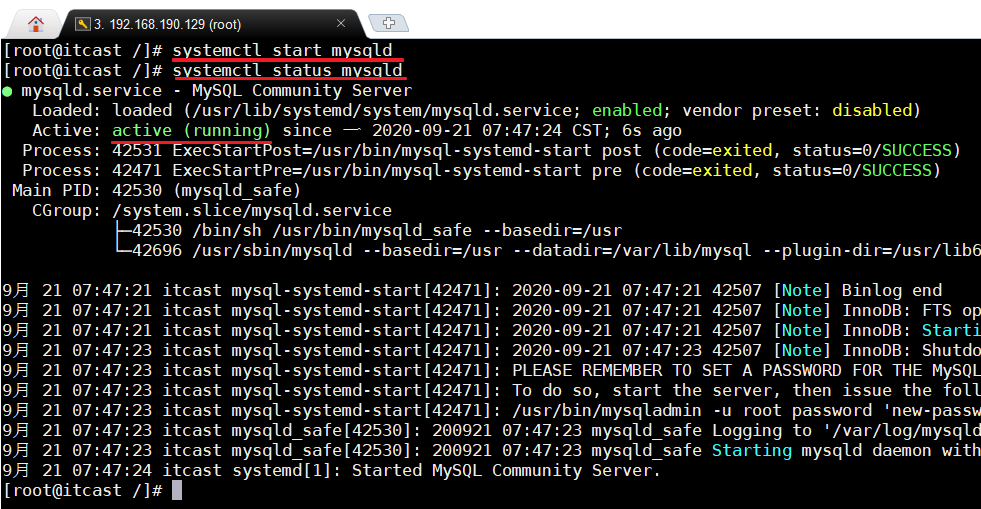 3. 192.168.190.129 (root)
[root@itcast /]# systemctl start mysqld
[root@itcast /]# systemctl status mysqld
● mysqld.service - MySQL Community Server
   Loaded: loaded (/usr/lib/systemd/system/mysqld.service; enabled; vendor preset: disabled)
   Active: active (running) since 一 2020-09-21 07:47:24 CST; 6s ago
  Process: 42531 ExecStartPost=/usr/bin/mysql-systemd-start post (code=exited, status=0/SUCCESS)
  Process: 42471 ExecStartPre=/usr/bin/mysql-systemd-start pre (code=exited, status=0/SUCCESS)
 Main PID: 42530 (mysqld_safe)
   CGroup: /system.slice/mysqld.service
           ├─42530 /bin/sh /usr/bin/mysqld_safe --basedir=/usr
           └─42696 /usr/sbin/mysqld --basedir=/usr --datadir=/var/lib/mysql --plugin-dir=/usr/lib6
9月 21 07:47:21 itcast mysql-systemd-start[42471]: 2020-09-21 07:47:21 42507 [Note] Binlog end
9月 21 07:47:21 itcast mysql-systemd-start[42471]: 2020-09-21 07:47:21 42507 [Note] InnoDB: FTS op
9月 21 07:47:21 itcast mysql-systemd-start[42471]: 2020-09-21 07:47:21 42507 [Note] InnoDB: Starti
9月 21 07:47:23 itcast mysql-systemd-start[42471]: 2020-09-21 07:47:23 42507 [Note] InnoDB: Shutdo
9月 21 07:47:23 itcast mysql-systemd-start[42471]: PLEASE REMEMBER TO SET A PASSWORD FOR THE MySQL
9月 21 07:47:23 itcast mysql-systemd-start[42471]: To do so, start the server, then issue the foll
9月 21 07:47:23 itcast mysql-systemd-start[42471]: /usr/bin/mysqladmin -u root password 'new-passw
9月 21 07:47:23 itcast mysqld_safe[42530]: 200921 07:47:23 mysqld_safe Logging to '/var/log/mysqld
9月 21 07:47:23 itcast mysqld_safe[42530]: 200921 07:47:23 mysqld_safe Starting mysqld daemon with
9月 21 07:47:24 itcast systemd[1]: Started MySQL Community Server.
[root@itcast /]#